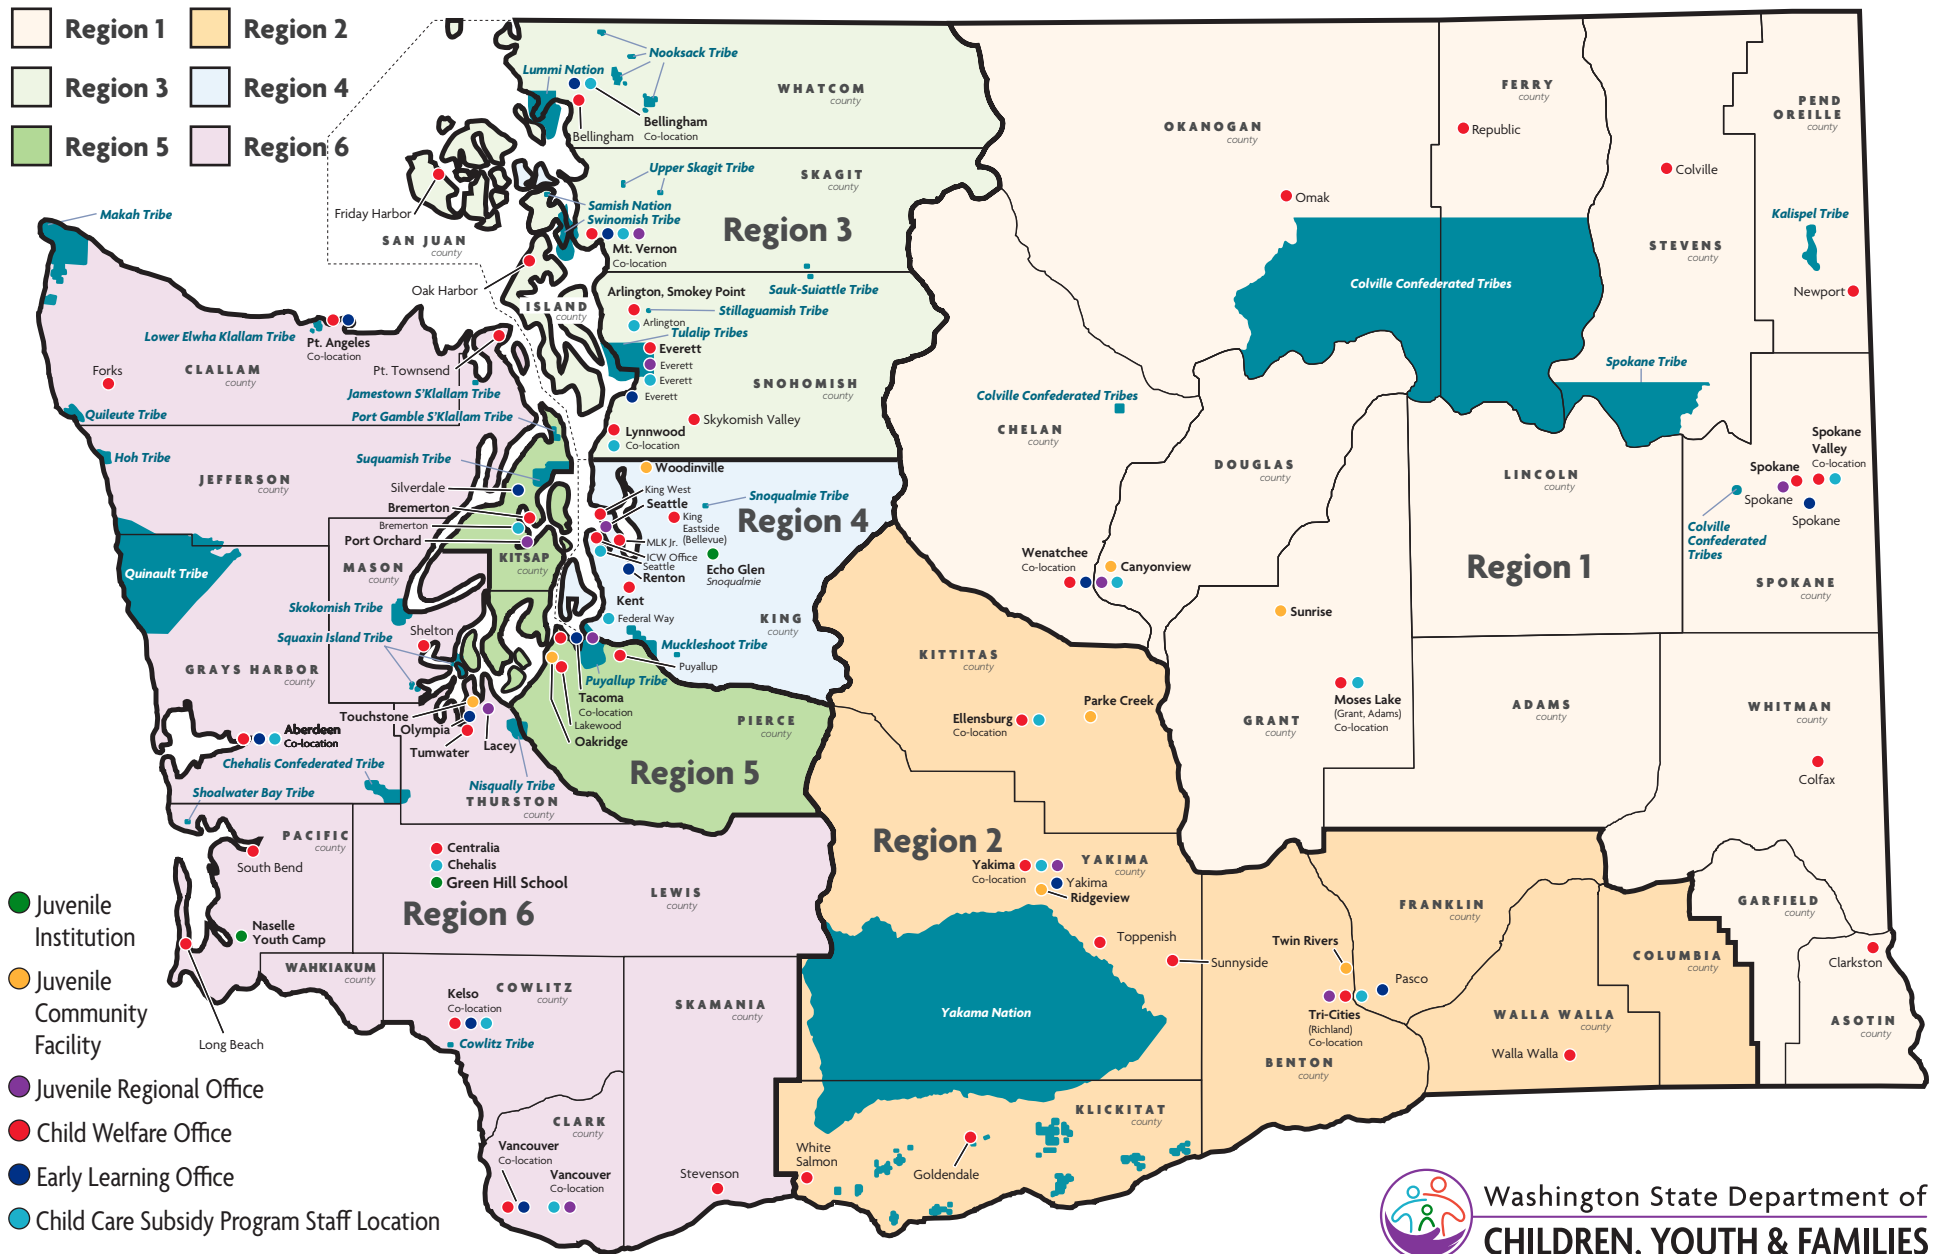 Region 1
Region 2
Region 3
Region 4
Region 5
Region 6
Makah Tribe
Lummi Nation
Nooksack Tribe
WHATCOM
county
Bellingham
Bellingham
Co-location
Upper Skagit Tribe
SKAGIT
county
Samish Nation
Swinomish Tribe
Friday Harbor
SAN JUAN
county
Mt. Vernon
Co-location
Region 3
Oak Harbor
ISLAND
county
Sauk-Suiattle Tribe
Arlington, Smokey Point
Stillaguamish Tribe
Arlington
Tulalip Tribes
Everett
Everett
Everett
Everett
SNOHOMISH
county
Skykomish Valley
Lynnwood
Co-location
Lower Elwha Klallam Tribe
Pt. Angeles
Co-location
Forks
CLALLAM
county
Pt. Townsend
Jamestown S'Klallam Tribe
Quileute Tribe
Port Gamble S'Klallam Tribe
Hoh Tribe
JEFFERSON
county
Suquamish Tribe
Silverdale
Bremerton
Bremerton
Port Orchard
KITSAP
county
Woodinville
King West
Seattle
Snoqualmie Tribe
King
Eastside
(Bellevue)
Region 4
MLK Jr.
ICW Office
Seattle
Renton
Echo Glen
Snoqualmie
Kent
Federal Way
KING
county
Muckleshoot Tribe
Puyallup
Puyallup Tribe
Quinault Tribe
MASON
county
Skokomish Tribe
Squaxin Island Tribe
Shelton
GRAYS HARBOR
county
Touchstone
Olympia
Tumwater
Lacey
Tacoma
Co-location
Lakewood
Oakridge
PIERCE
county
Region 5
Aberdeen
Co-location
Chehalis Confederated Tribe
Nisqually Tribe
THURSTON
county
Shoalwater Bay Tribe
PACIFIC
county
South Bend
Centralia
Chehalis
Green Hill School
LEWIS
county
Region 6
Naselle
Youth Camp
WAHKIAKUM
county
Long Beach
Kelso
Co-location
COWLITZ
county
Cowlitz Tribe
SKAMANIA
county
CLARK
county
Vancouver
Co-location
Vancouver
Co-location
Stevenson
OKANOGAN
county
Omak
FERRY
county
Republic
PEND
OREILLE
county
Colville
Kalispel Tribe
STEVENS
county
Newport
Colville Confederated Tribes
Spokane Tribe
Colville Confederated Tribes
CHELAN
county
DOUGLAS
county
LINCOLN
county
Spokane
Valley
Co-location
Spokane
Spokane
Spokane
Colville
Confederated
Tribes
SPOKANE
county
Region 1
Wenatchee
Co-location
Canyonview
Sunrise
KITTITAS
county
Parke Creek
Ellensburg
Co-location
Moses Lake
(Grant, Adams)
Co-location
GRANT
county
ADAMS
county
WHITMAN
county
Colfax
Region 2
Yakima
Co-location
YAKIMA
county
Yakima
Ridgeview
Toppenish
Sunnyside
Yakama Nation
Twin Rivers
Pasco
Tri-Cities
(Richland)
Co-location
BENTON
county
FRANKLIN
county
WALLA WALLA
county
Walla Walla
COLUMBIA
county
GARFIELD
county
Clarkston
ASOTIN
county
KLICKITAT
county
White
Salmon
Goldendale
Juvenile
Institution
Juvenile
Community
Facility
Juvenile Regional Office
Child Welfare Office
Early Learning Office
Child Care Subsidy Program Staff Location
Washington State Department of
CHILDREN, YOUTH & FAMILIES